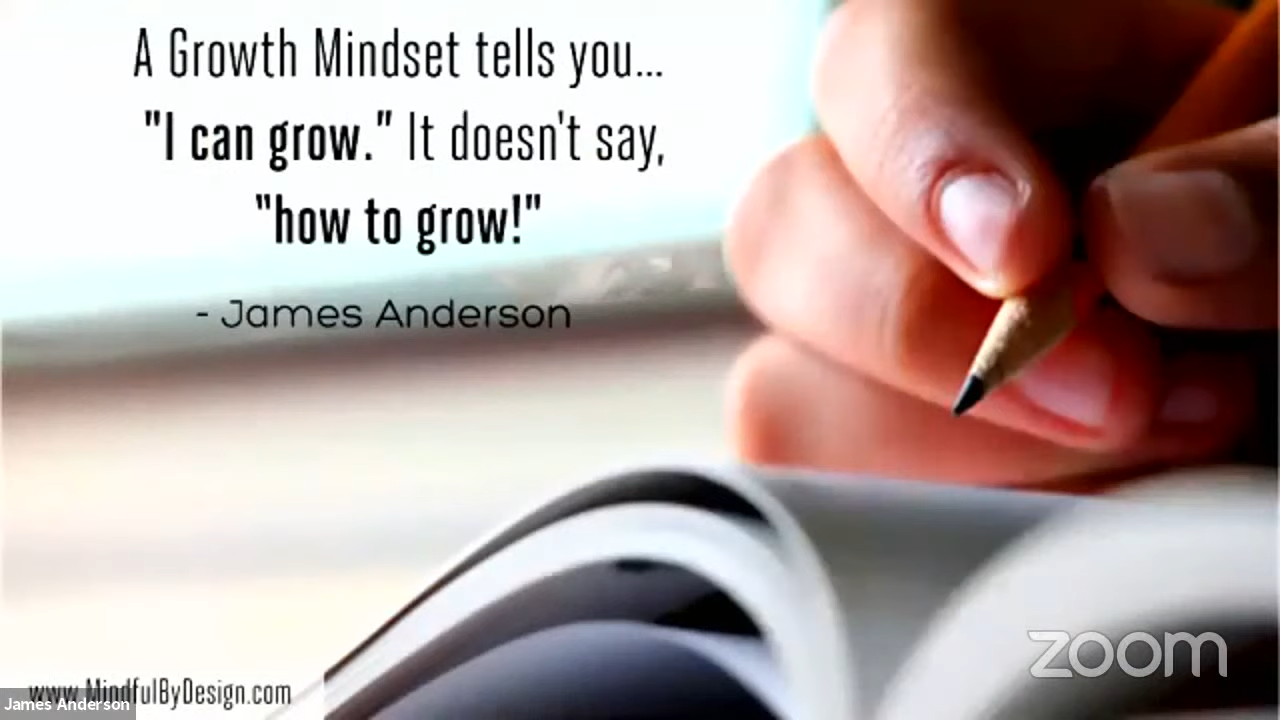 A Growth Mindset tells you...
"I can grow." It doesn't say,
"how to grow!"
- James Anderson
zoom
www.MindfulByDesign.com
James Anderson